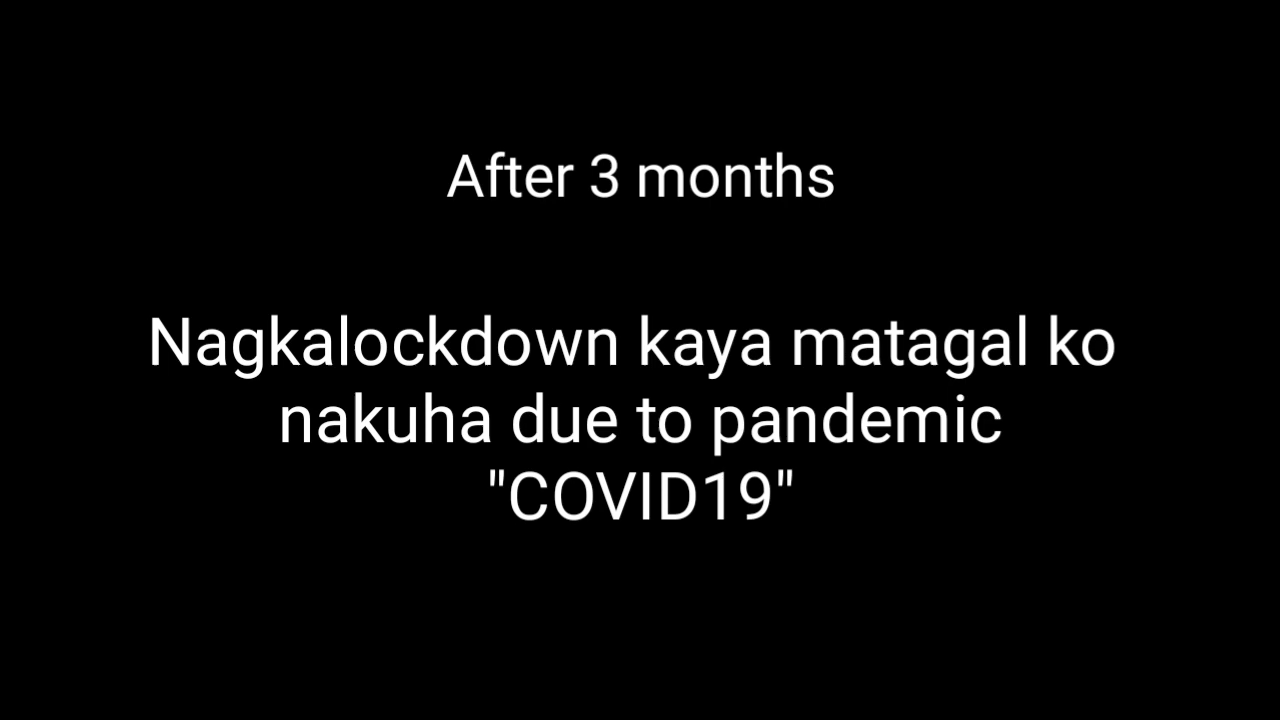 After 3 months
Nagkalockdown kaya matagal ko
nakuha due to pandemic
"COVID19"